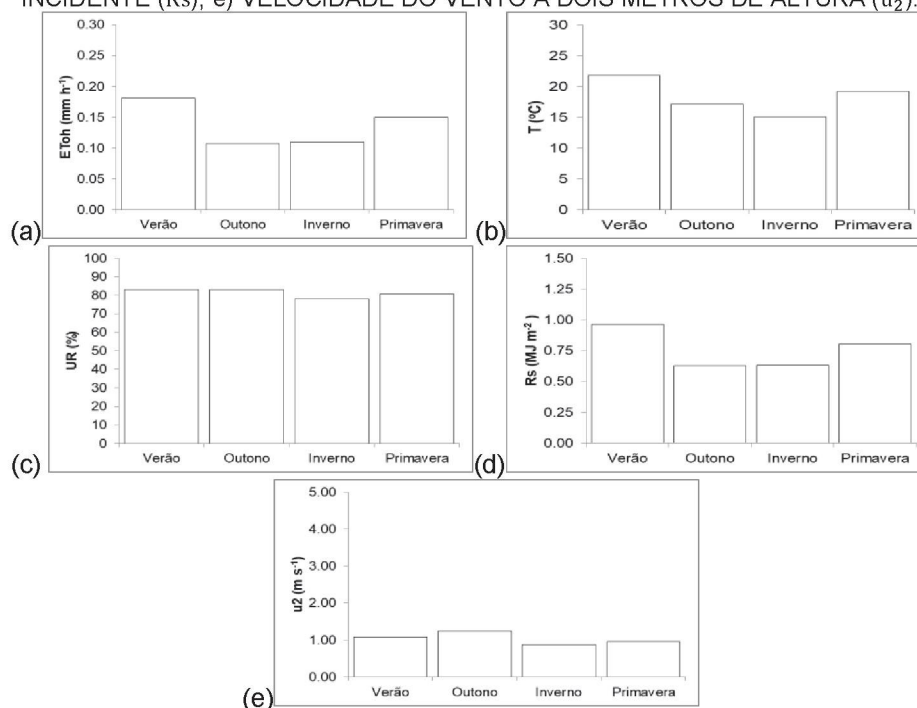 INCIDENTE (Rs); e) VELOCIDADE DO VENTO A DOIS METROS DE ALTURA (u₂).
0.30
0.25
0.20
0.15
0.10
0.05
0.00
EToh (mm h⁻¹)
Verão Outono Inverno Primavera
(a)
30
25
20
15
10
5
0
T (ºC)
Verão Outono Inverno Primavera
(b)
100
90
80
70
60
50
40
30
20
10
0
UR (%)
Verão Outono Inverno Primavera
(c)
1.50
1.25
1.00
0.75
0.50
0.25
0.00
Rs (MJ m⁻²)
Verão Outono Inverno Primavera
(d)
5.00
4.00
3.00
2.00
1.00
0.00
u2 (m s⁻¹)
Verão Outono Inverno Primavera
(e)